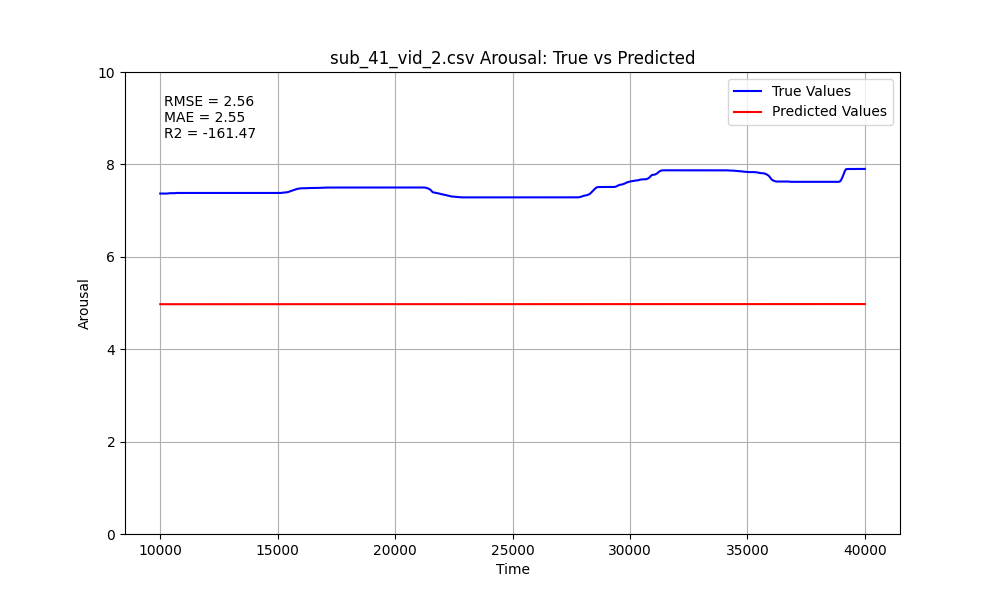 sub_41_vid_2.csv Arousal: True vs Predicted
RMSE = 2.56
MAE = 2.55
R2 = -161.47
True Values
Predicted Values
Arousal
10
8
6
4
2
0
10000 15000 20000 25000 30000 35000 40000
Time